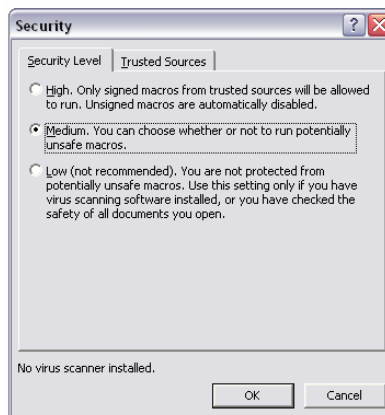 Security
?
Security Level
Trusted Sources
High. Only signed macros from trusted sources will be allowed
to run. Unsigned macros are automatically disabled.
Medium. You can choose whether or not to run potentially
unsafe macros.
Low (not recommended). You are not protected from
potentially unsafe macros. Use this setting only if you have
virus scanning software installed, or you have checked the
safety of all documents you open.
No virus scanner installed.
OK
Cancel